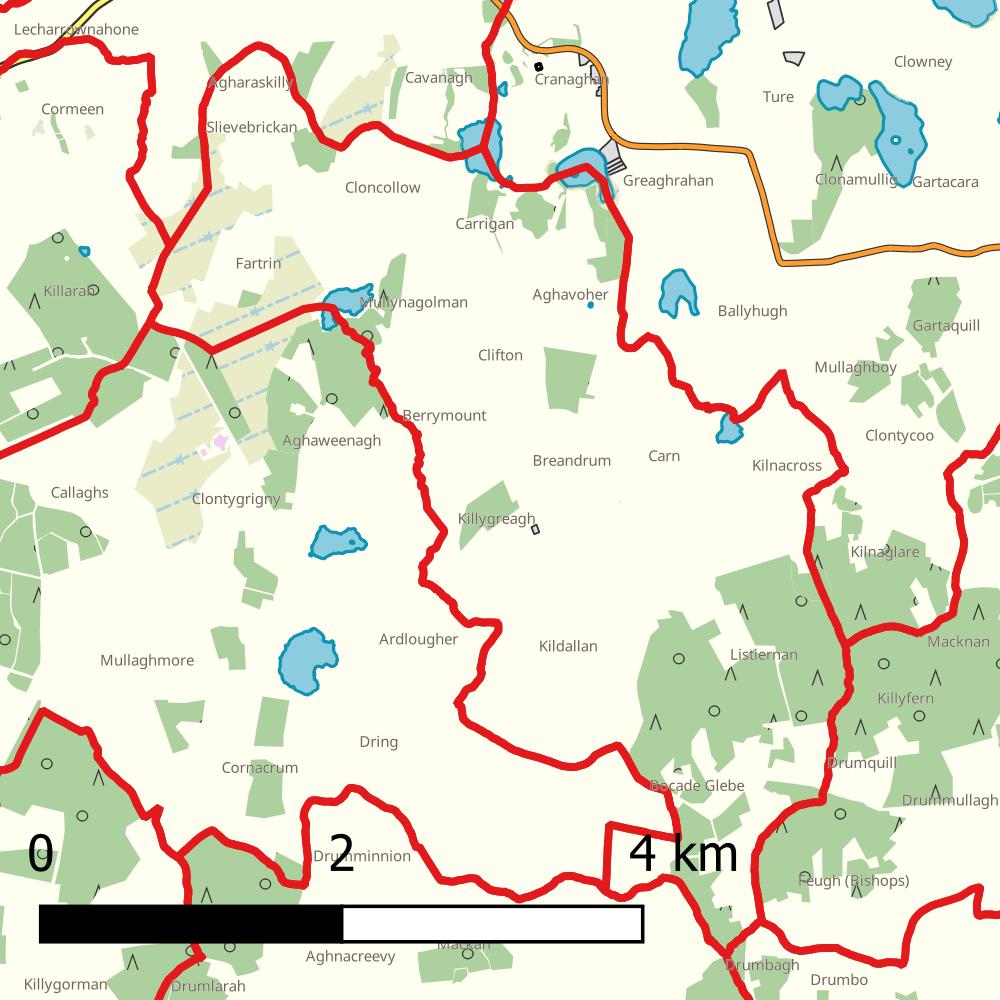 Lecharrownahone
Clowney
Agharaskilly
Cavanagh
Cranaghan
Ture
Cormeen
Slievebrickan
Cloncollow
Greaghrahan
Clonamullig
Gartacara
Carrigan
Fartrin
Killarah
Mullynagolman
Aghavoher
Ballyhugh
Gartaquill
Clifton
Mullaghboy
Berrymount
Aghaweenagh
Clontycoo
Breandrum
Carn
Kilnacross
Callaghs
Clontygrigny
Killygreagh
Kilnaglare
Ardlougher
Kildallan
Macknan
Mullaghmore
Listiernan
Killyfern
Dring
Cornacrum
Drumquill
Bocade Glebe
Drummullagh
0
2
4 km
Drumminnion
Feugh (Bishops)
Mackan
Aghnacreevy
Drumbagh
Killygorman
Drumlarah
Drumbo